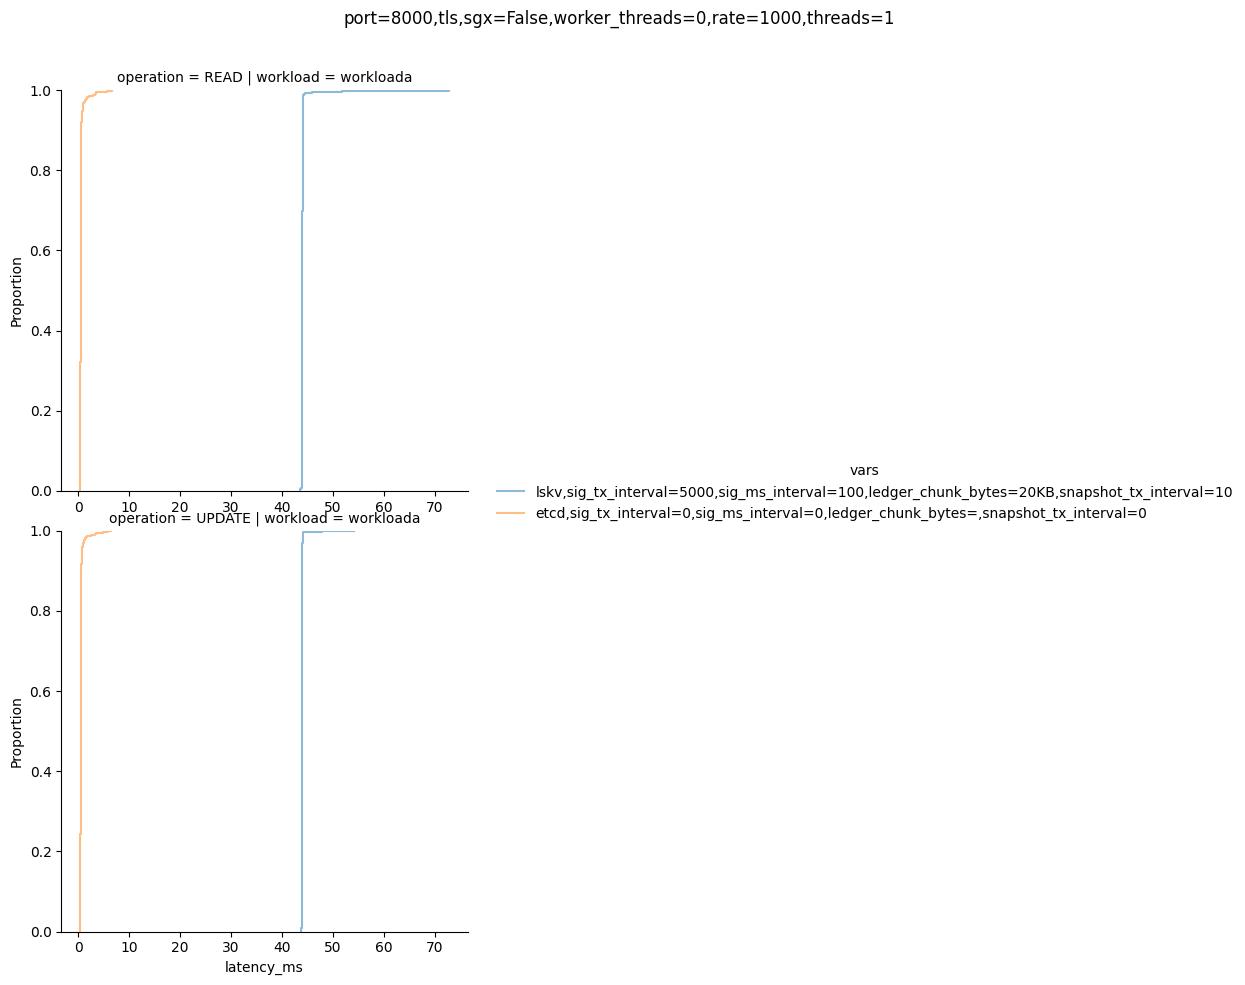 port=8000,tls,sgx=False,worker_threads=0,rate=1000,threads=1
operation = READ | workload = workloada
1.0
0.8
0.6
0.4
0.2
0.0
Proportion
0 10 20 30 40 50 60 70
vars
lskv,sig_tx_interval=5000,sig_ms_interval=100,ledger_chunk_bytes=20KB,snapshot_tx_interval=10
etcd,sig_tx_interval=0,sig_ms_interval=0,ledger_chunk_bytes=,snapshot_tx_interval=0
operation = UPDATE | workload = workloada
1.0
0.8
0.6
0.4
0.2
0.0
Proportion
0 10 20 30 40 50 60 70
latency_ms